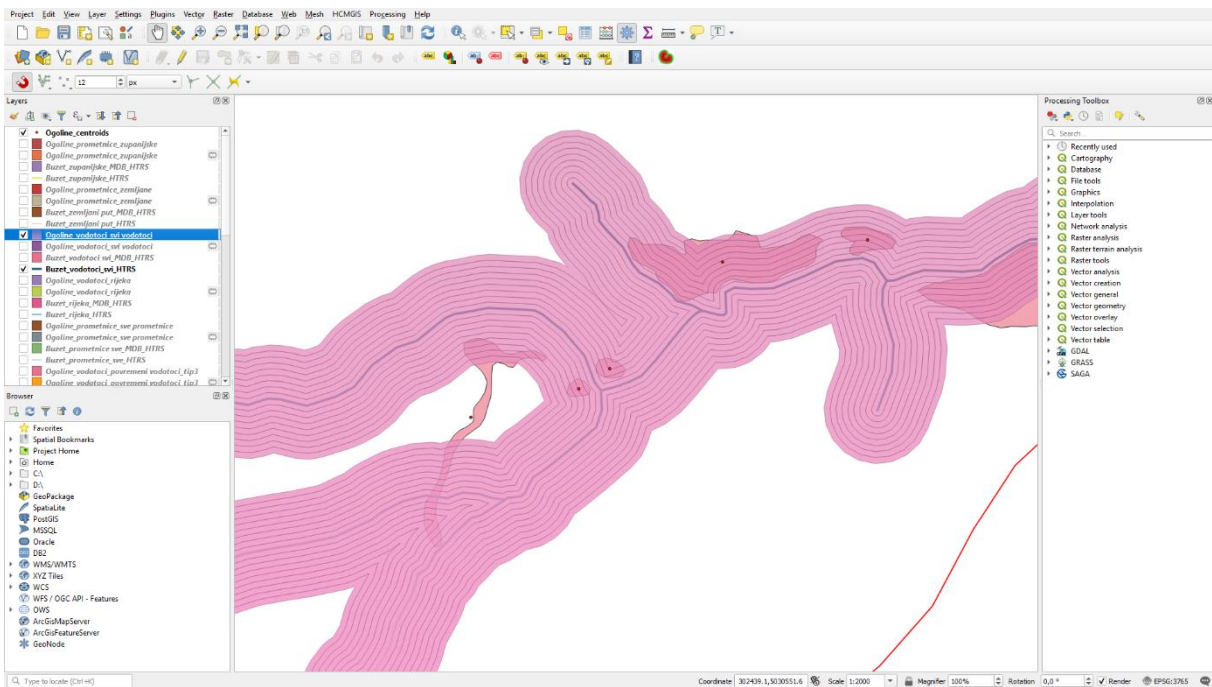 Project Edit View Layer Settings Plugins Vector Raster Database Web Mesh HCMGIS Processing Help
12 px
Layers
Ogoline_centroids
Ogoline_prometnice_zupanijske
Ogoline_prometnice_zupanijske
Buzet_zupanijske_MDB_HTRS
Buzet_zupanijske_HTRS
Ogoline_prometnice_zemljane
Ogoline_prometnice_zemljane
Buzet_zemljani put_MDB_HTRS
Buzet_zemljani put_HTRS
Ogoline_vodotoci_svi vodotoci
Ogoline_vodotoci_svi vodotoci
Buzet_vodotoci svi_MDB_HTRS
Buzet_vodotoci_svi_HTRS
Ogoline_vodotoci_rijeka
Ogoline_vodotoci_rijeka
Buzet_rijeka_MDB_HTRS
Buzet_rijeka_HTRS
Ogoline_prometnice_sve prometnice
Ogoline_prometnice_sve prometnice
Buzet_prometnice sve_MDB_HTRS
Buzet_prometnice_sve_HTRS
Ogoline_vodotoci_povremeni vodotoci_tip3
Ogoline_vodotoci_povremeni vodotoci_tip3
Browser
Favorites
Spatial Bookmarks
Project Home
Home
C:\
D:\
GeoPackage
SpatiaLite
PostGIS
MSSQL
Oracle
DB2
WMS/WMTS
XYZ Tiles
WCS
WFS / OGC API - Features
OWS
ArcGisMapServer
ArcGisFeatureServer
GeoNode
Processing Toolbox
Search...
Recently used
Cartography
Database
File tools
Graphics
Interpolation
Layer tools
Network analysis
Raster analysis
Raster terrain analysis
Raster tools
Vector analysis
Vector creation
Vector general
Vector geometry
Vector overlay
Vector selection
Vector table
GDAL
GRASS
SAGA
Type to locate (Ctrl+K)
Coordinate 302439.1,5030551.6 Scale 1:2000 Magnifier 100% Rotation 0,0 ° Render EPSG:3765